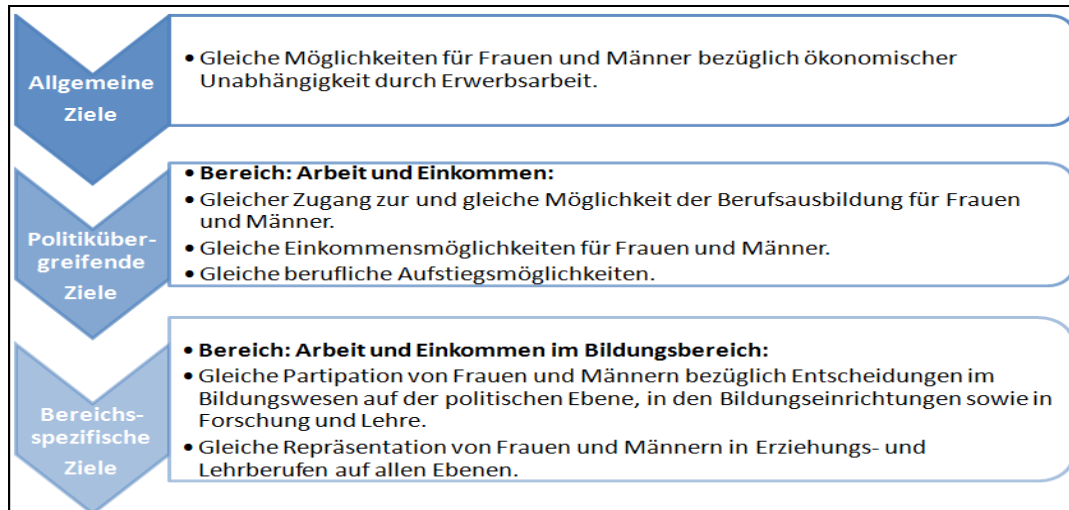 Allgemeine
Ziele
• Gleiche Möglichkeiten für Frauen und Männer bezüglich ökonomischer
Unabhängigkeit durch Erwerbsarbeit.
Politiküber-
greifende
Ziele
• Bereich: Arbeit und Einkommen:
• Gleicher Zugang zur und gleiche Möglichkeit der Berufsausbildung für Frauen
und Männer.
• Gleiche Einkommensmöglichkeiten für Frauen und Männer.
• Gleiche berufliche Aufstiegsmöglichkeiten.
Bereichs-
spezifische
Ziele
• Bereich: Arbeit und Einkommen im Bildungsbereich:
• Gleiche Partipation von Frauen und Männern bezüglich Entscheidungen im
Bildungswesen auf der politischen Ebene, in den Bildungseinrichtungen sowie in
Forschung und Lehre.
• Gleiche Repräsentation von Frauen und Männern in Erziehungs- und
Lehrberufen auf allen Ebenen.